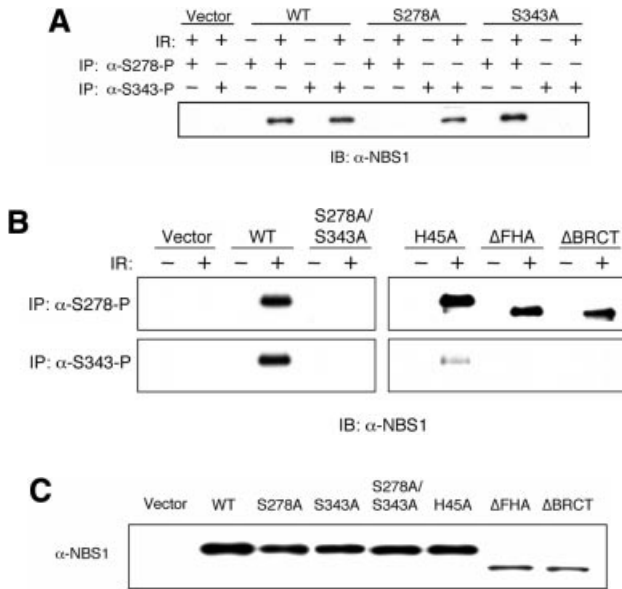 A
Vector WT S278A S343A
IR: + + − + − + − + − + − + − +
IP: α-S278-P + − + + − − + + − − + + − −
IP: α-S343-P − + − − + + − − + + − − + +
IB: α-NBS1
B
Vector WT S278A/ S343A H45A ΔFHA ΔBRCT
IR: − + − + − + − + − + − +
IP: α-S278-P
IP: α-S343-P
IB: α-NBS1
C
Vector WT S278A S343A S278A/ S343A H45A ΔFHA ΔBRCT
α-NBS1